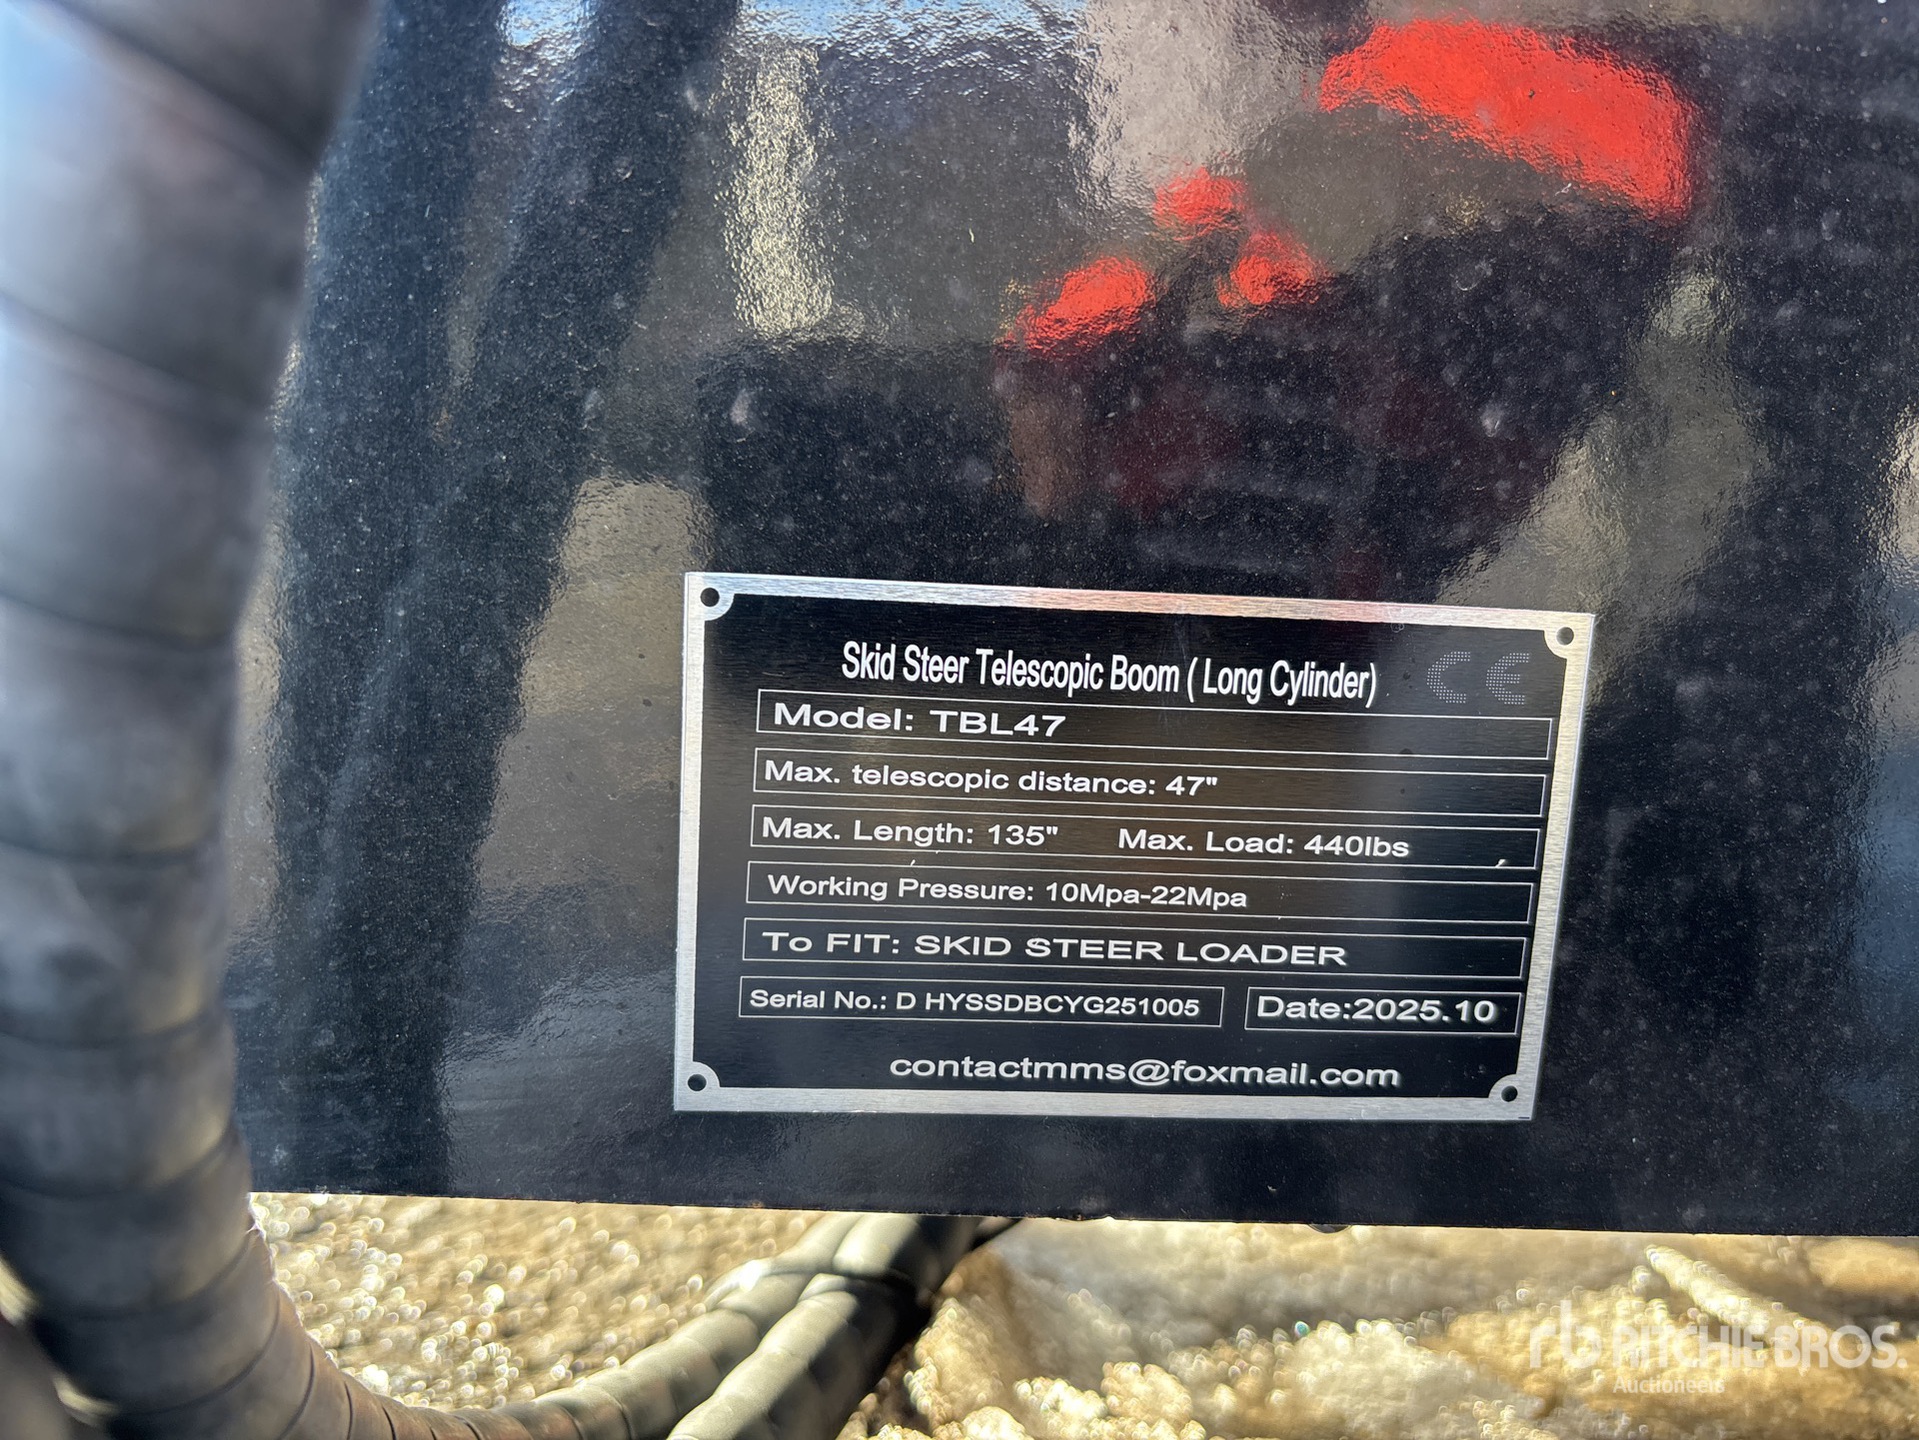 Skid Steer Telescopic Boom ( Long Cylinder) CE
Model: TBL47
Max. telescopic distance: 47"
Max. Length: 135" Max. Load: 440lbs
Working Pressure: 10Mpa-22Mpa
To FIT: SKID STEER LOADER
Serial No.: D HYSSDBCYG251005 Date:2025.10
contactmms@foxmail.com
rb RITCHIE BROS.
Auctioneers